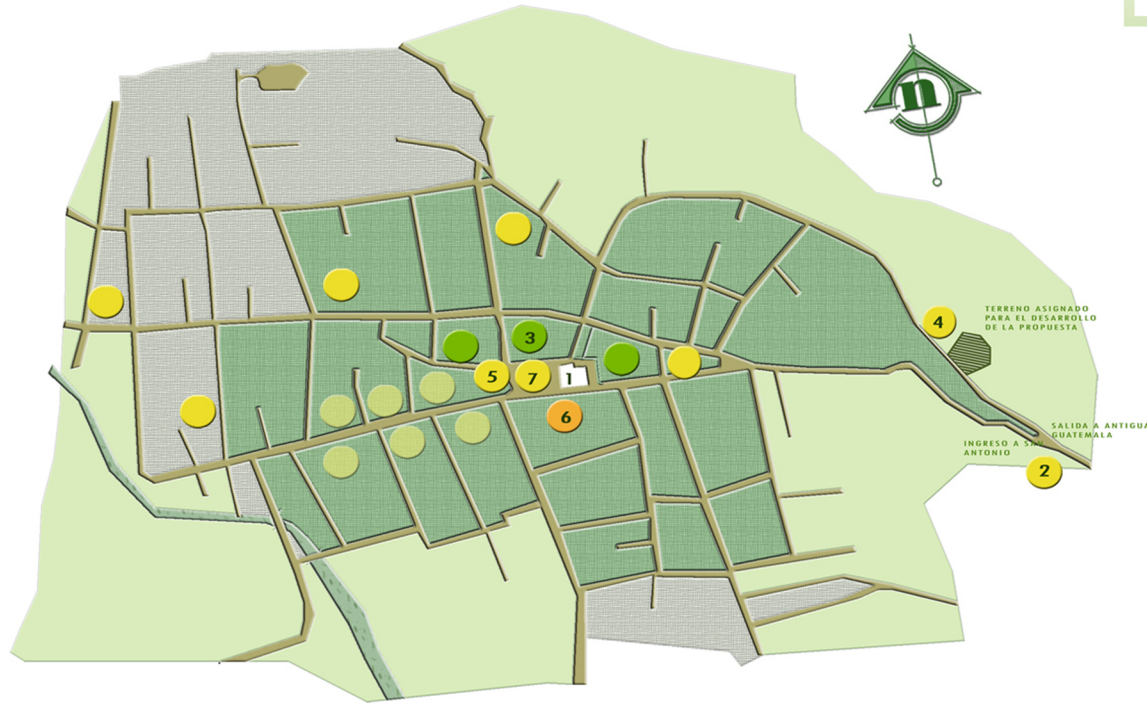 n
TERRENO ASIGNADO
PARA EL DESARROLLO
DE LA PROPUESTA
4
3
5
7
1
6
SALIDA A ANTIGUA
GUATEMALA
INGRESO A SAN
ANTONIO
2